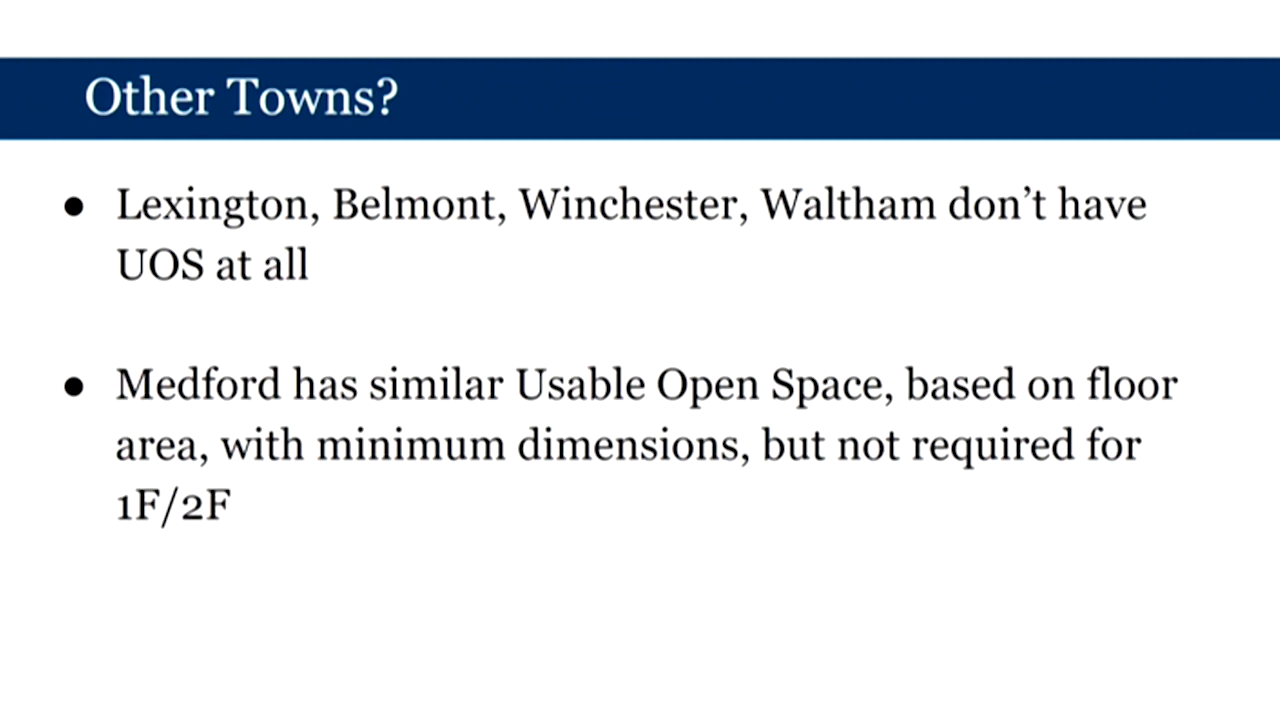 Other Towns?
● Lexington, Belmont, Winchester, Waltham don’t have
UOS at all
● Medford has similar Usable Open Space, based on floor
area, with minimum dimensions, but not required for
1F/2F